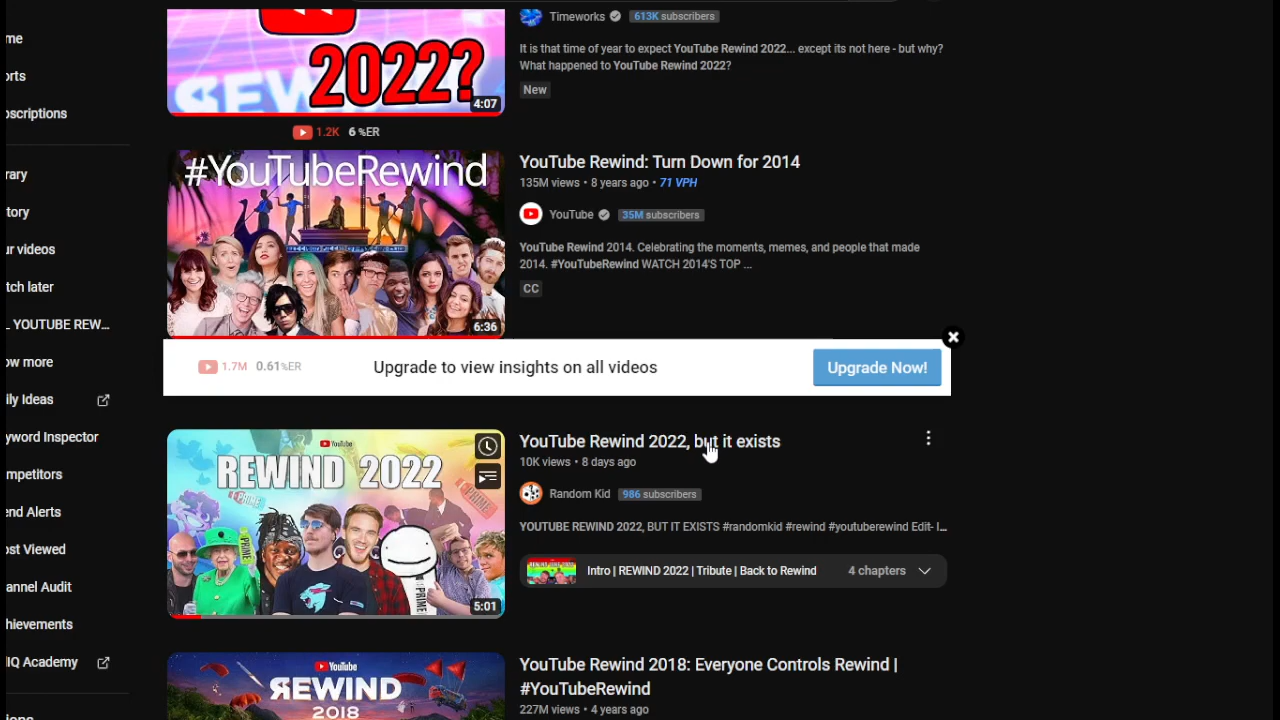 me
orts
oscriptions
rary
tory
ur videos
tch later
L YOUTUBE REW...
ow more
ily Ideas
yword Inspector
mpetitors
end Alerts
ost Viewed
annel Audit
hievements
IQ Academy
2022?
REWIND
4:07
1.2K 6 %ER
Timeworks 613K subscribers
It is that time of year to expect YouTube Rewind 2022... except its not here - but why?
What happened to YouTube Rewind 2022?
New
#YouTubeRewind
6:36
YouTube Rewind: Turn Down for 2014
135M views • 8 years ago • 71 VPH
YouTube 35M subscribers
YouTube Rewind 2014. Celebrating the moments, memes, and people that made
2014. #YouTubeRewind WATCH 2014'S TOP ...
CC
1.7M 0.61%ER Upgrade to view insights on all videos Upgrade Now!
YouTube
REWIND 2022
PRIME
PRIME
PRIME
5:01
YouTube Rewind 2022, but it exists
10K views • 8 days ago
Random Kid 986 subscribers
YOUTUBE REWIND 2022, BUT IT EXISTS #randomkid #rewind #youtuberewind Edit- I...
Intro | REWIND 2022 | Tribute | Back to Rewind 4 chapters
YouTube
REWIND
2018
YouTube Rewind 2018: Everyone Controls Rewind |
#YouTubeRewind
227M views • 4 years ago